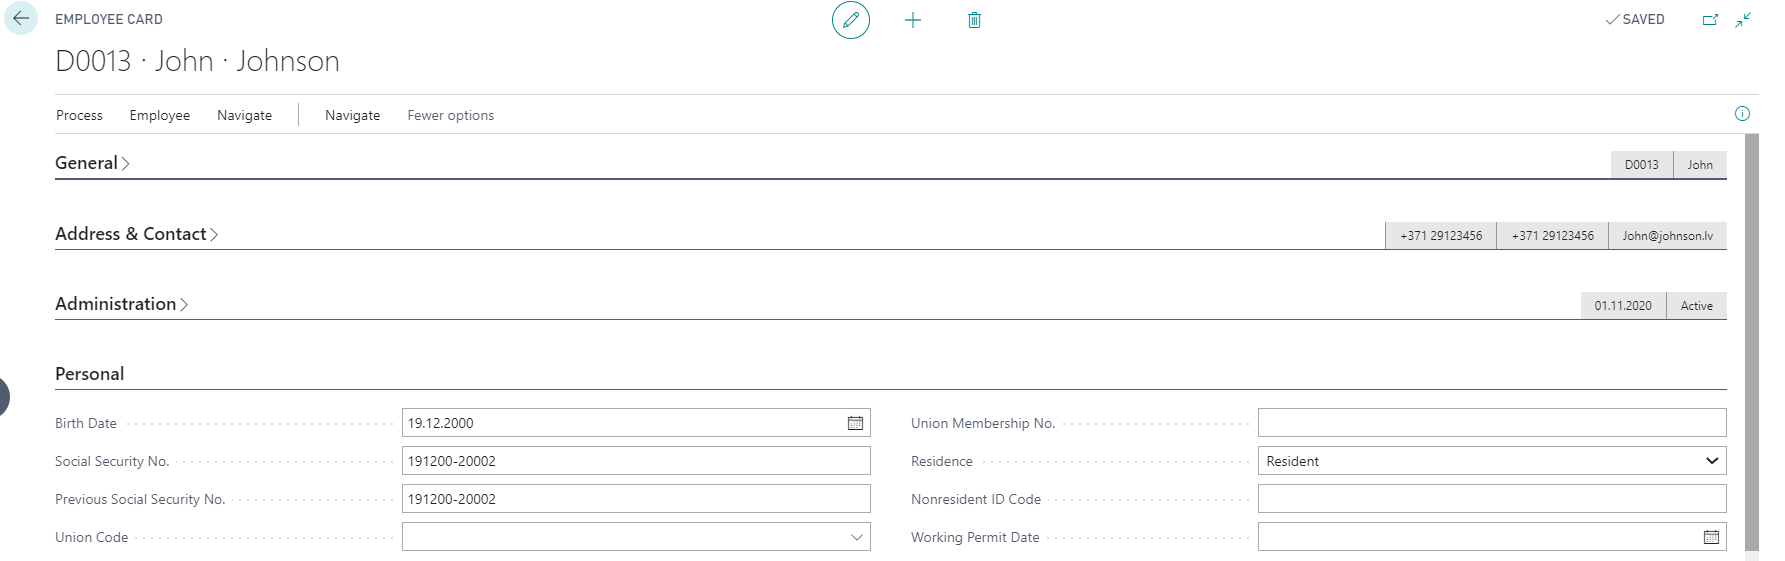 EMPLOYEE CARD
SAVED
D0013 · John · Johnson
Process Employee Navigate Navigate Fewer options
General
D0013 John
Address & Contact
+371 29123456 +371 29123456 John@johnson.lv
Administration
01.11.2020 Active
Personal
Birth Date 19.12.2000
Social Security No. 191200-20002
Previous Social Security No. 191200-20002
Union Code
Union Membership No.
Residence Resident
Nonresident ID Code
Working Permit Date